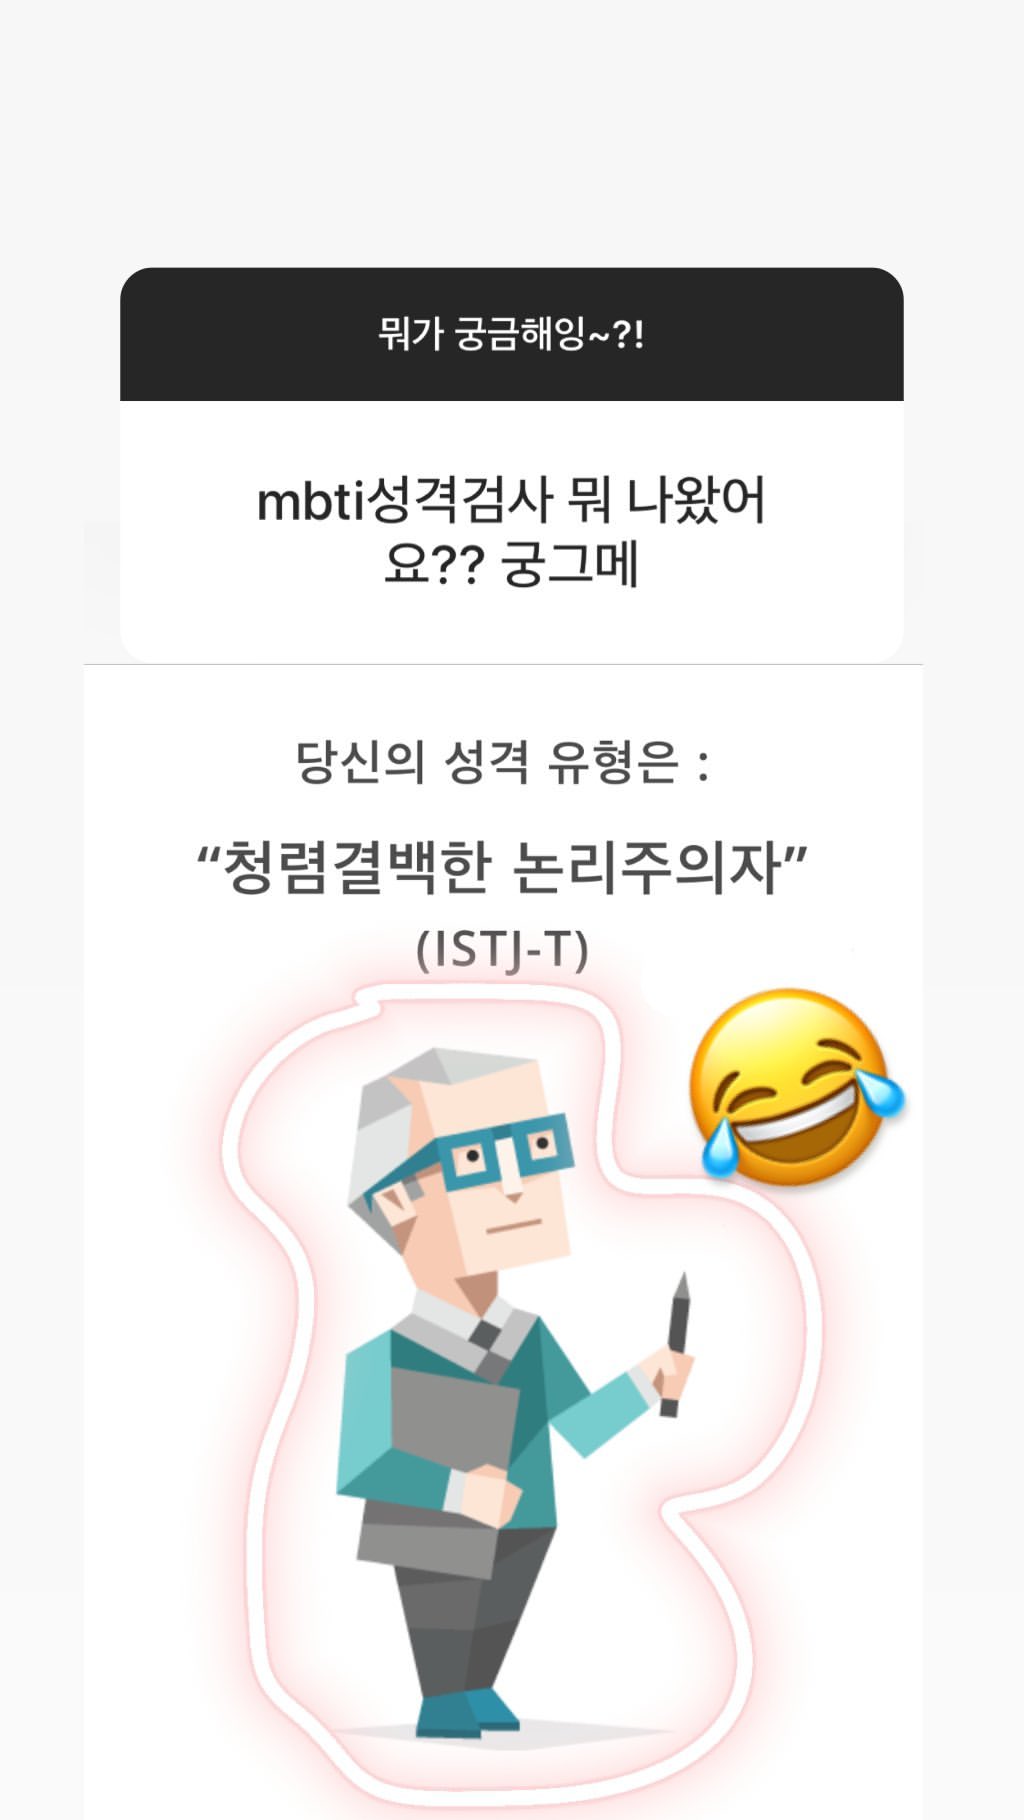 뭐가 궁금해잉~?!
mbti성격검사 뭐 나왔어
요?? 궁그메
당신의 성격 유형은 :
“청렴결백한 논리주의자”
(ISTJ-T)